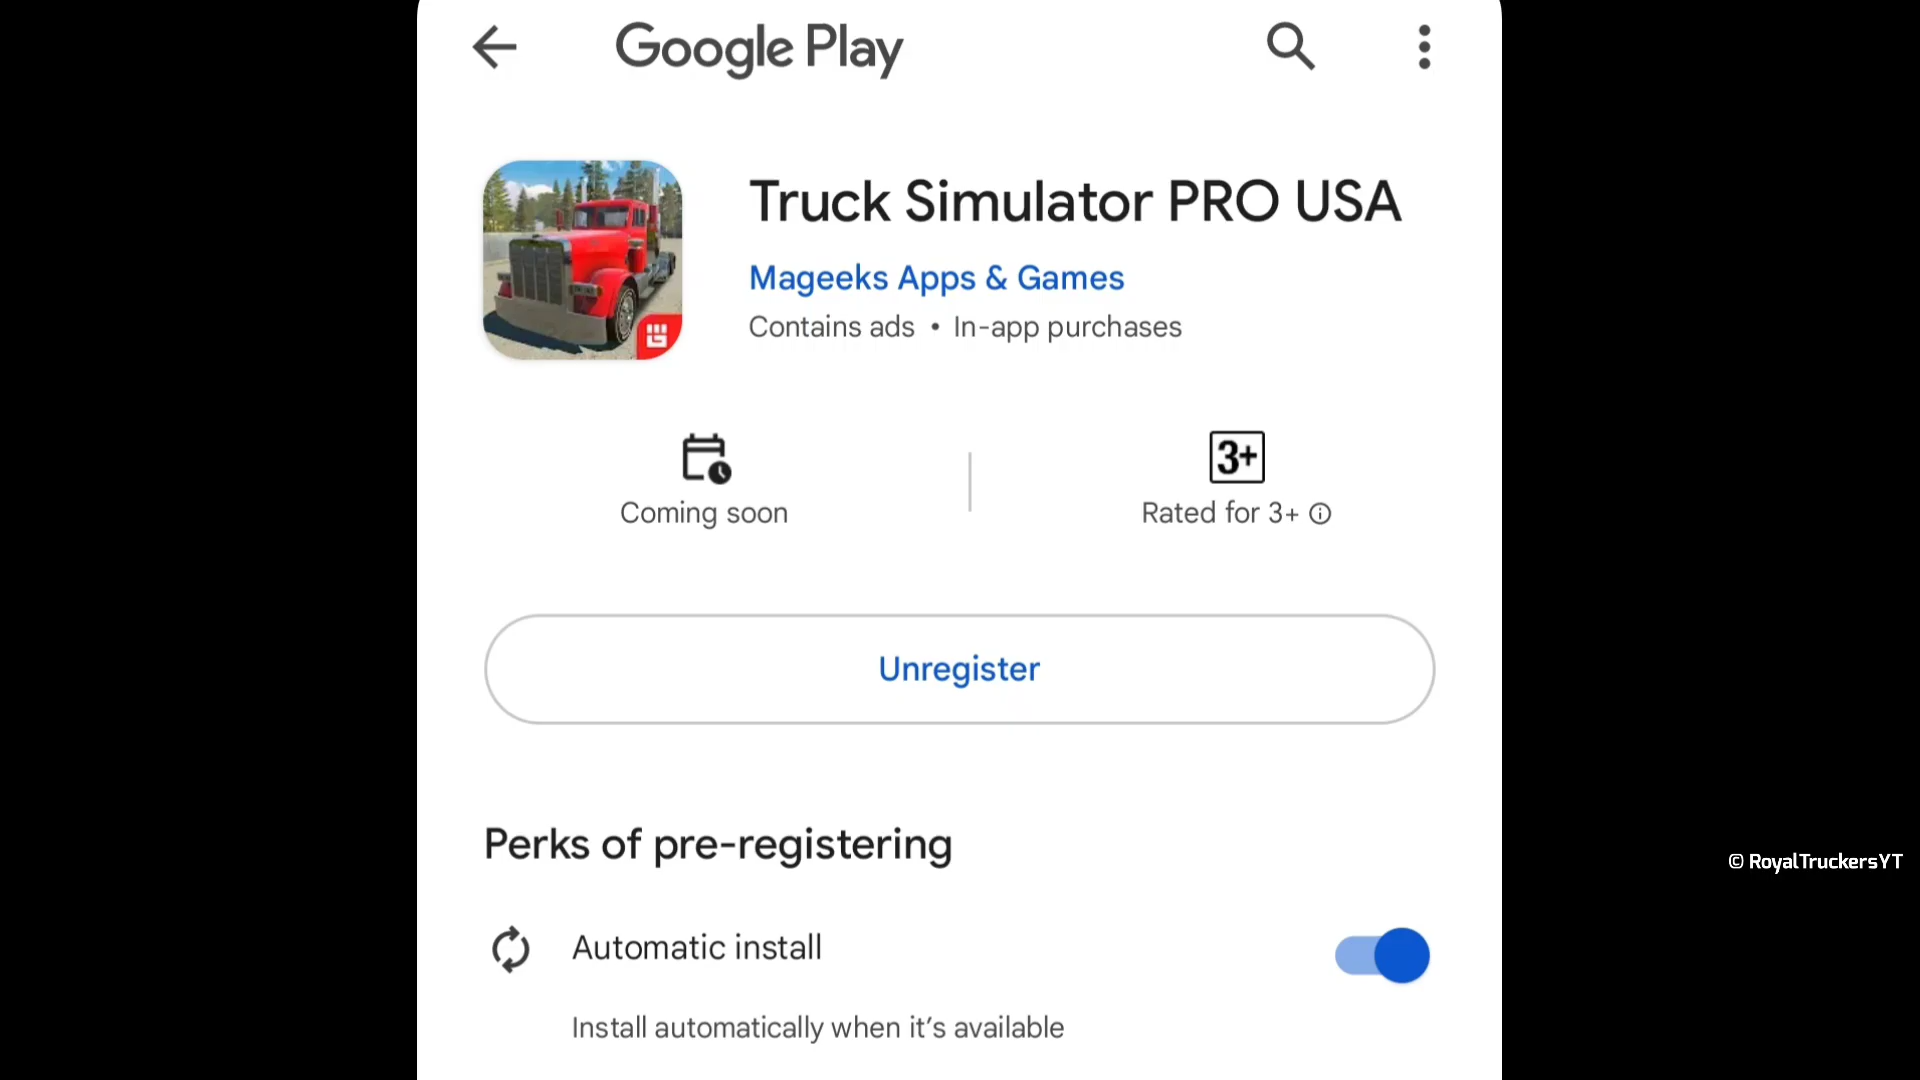 Google Play
Truck Simulator PRO USA
Mageeks Apps & Games
Contains ads • In-app purchases
3+
Coming soon
Rated for 3+
Unregister
Perks of pre-registering
© RoyalTruckersYT
Automatic install
Install automatically when it’s available